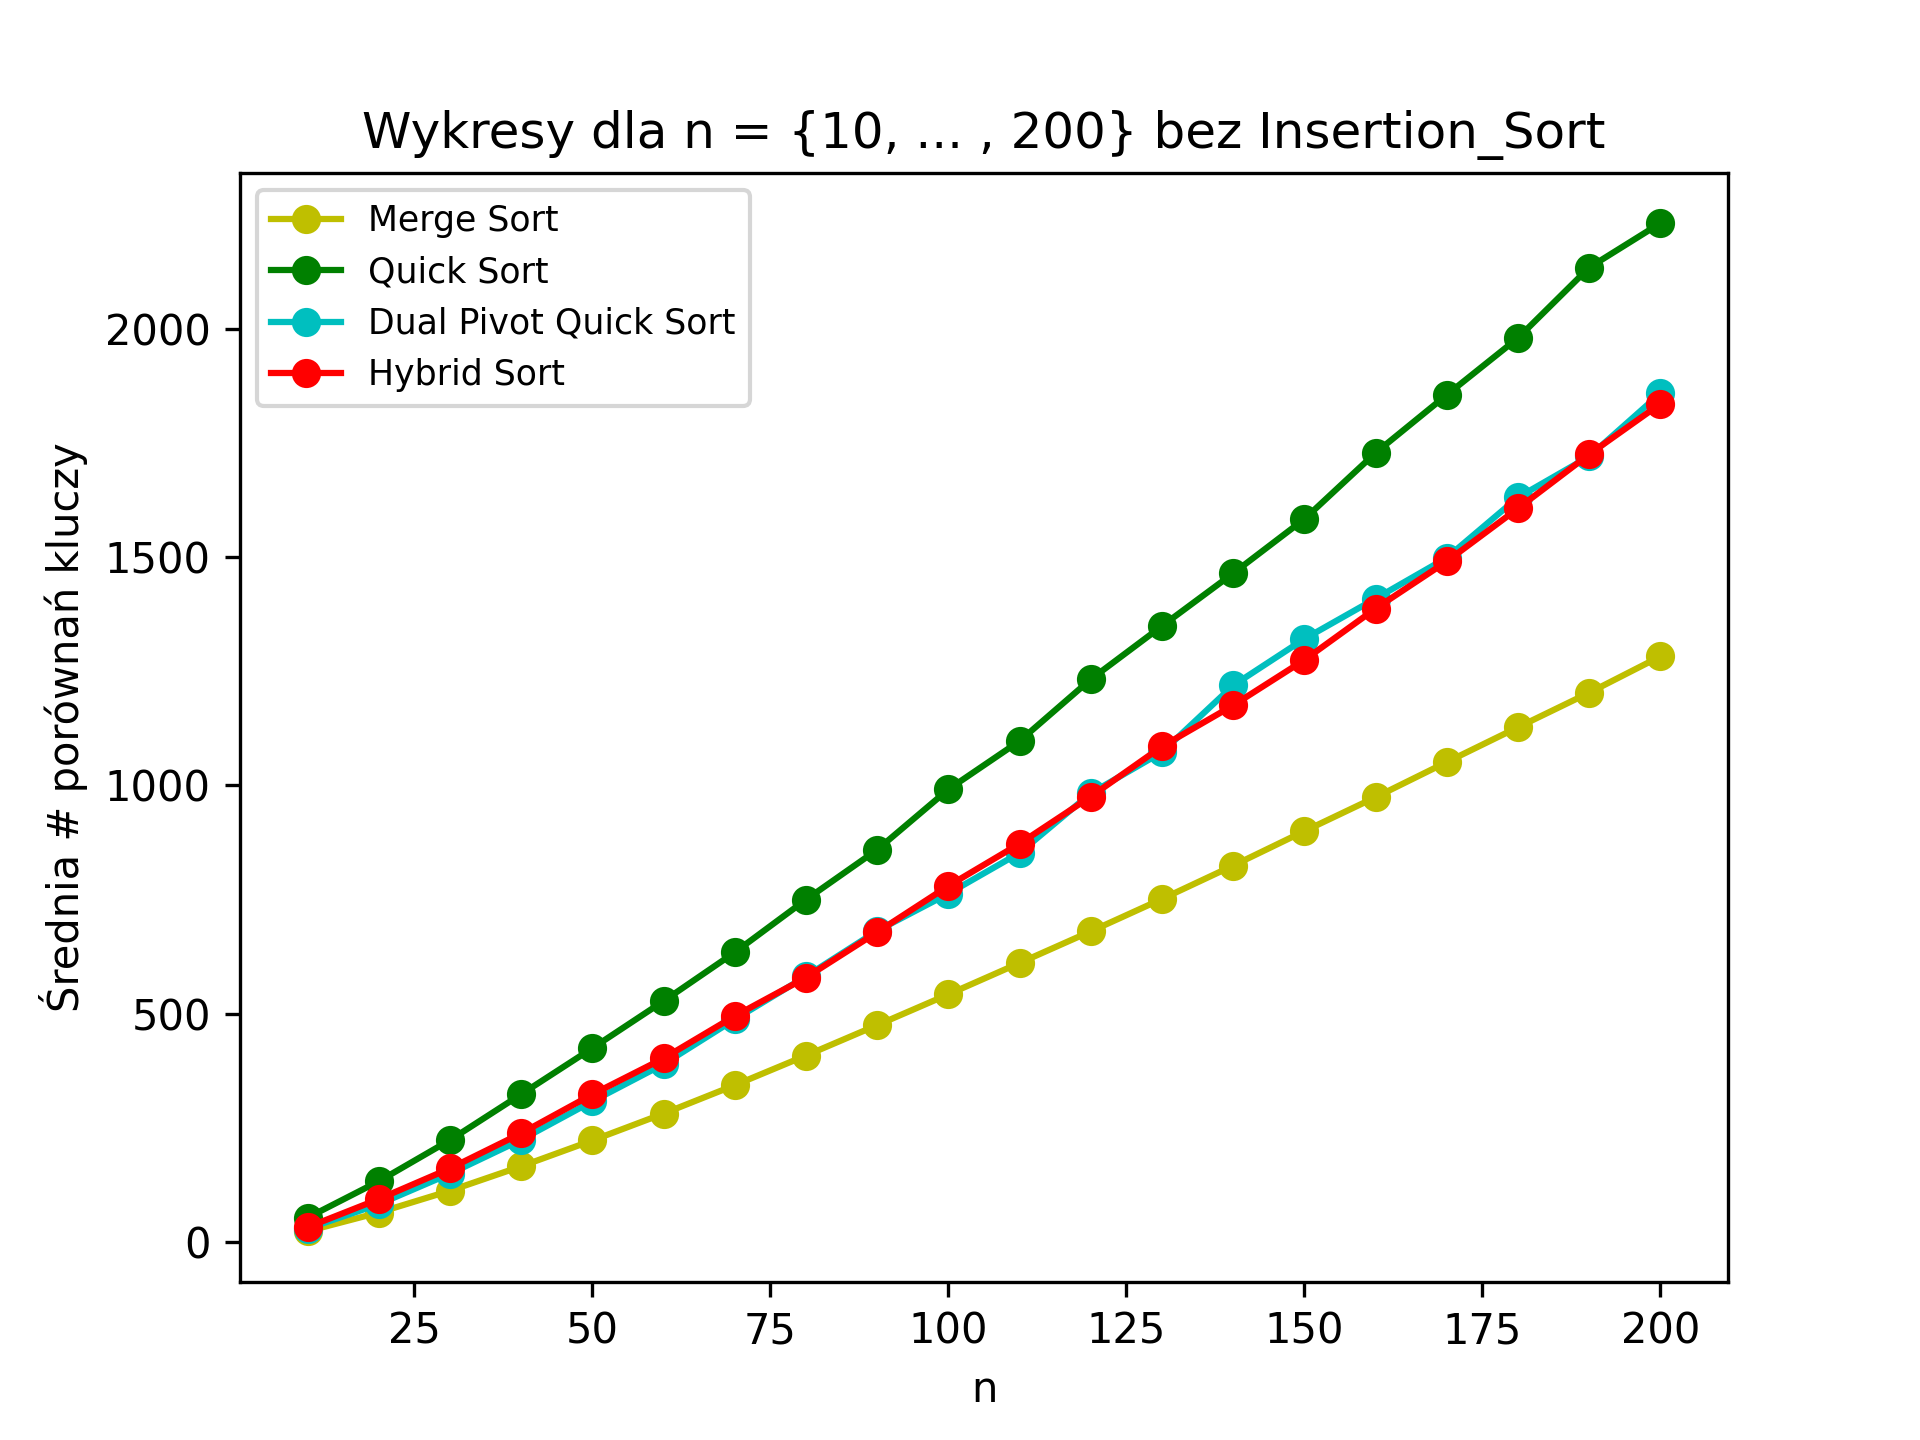 Wykresy dla n = {10, ... , 200} bez Insertion_Sort
Merge Sort
Quick Sort
Dual Pivot Quick Sort
Hybrid Sort
Średnia # porównań kluczy
2000
1500
1000
500
0
25 50 75 100 125 150 175 200
n